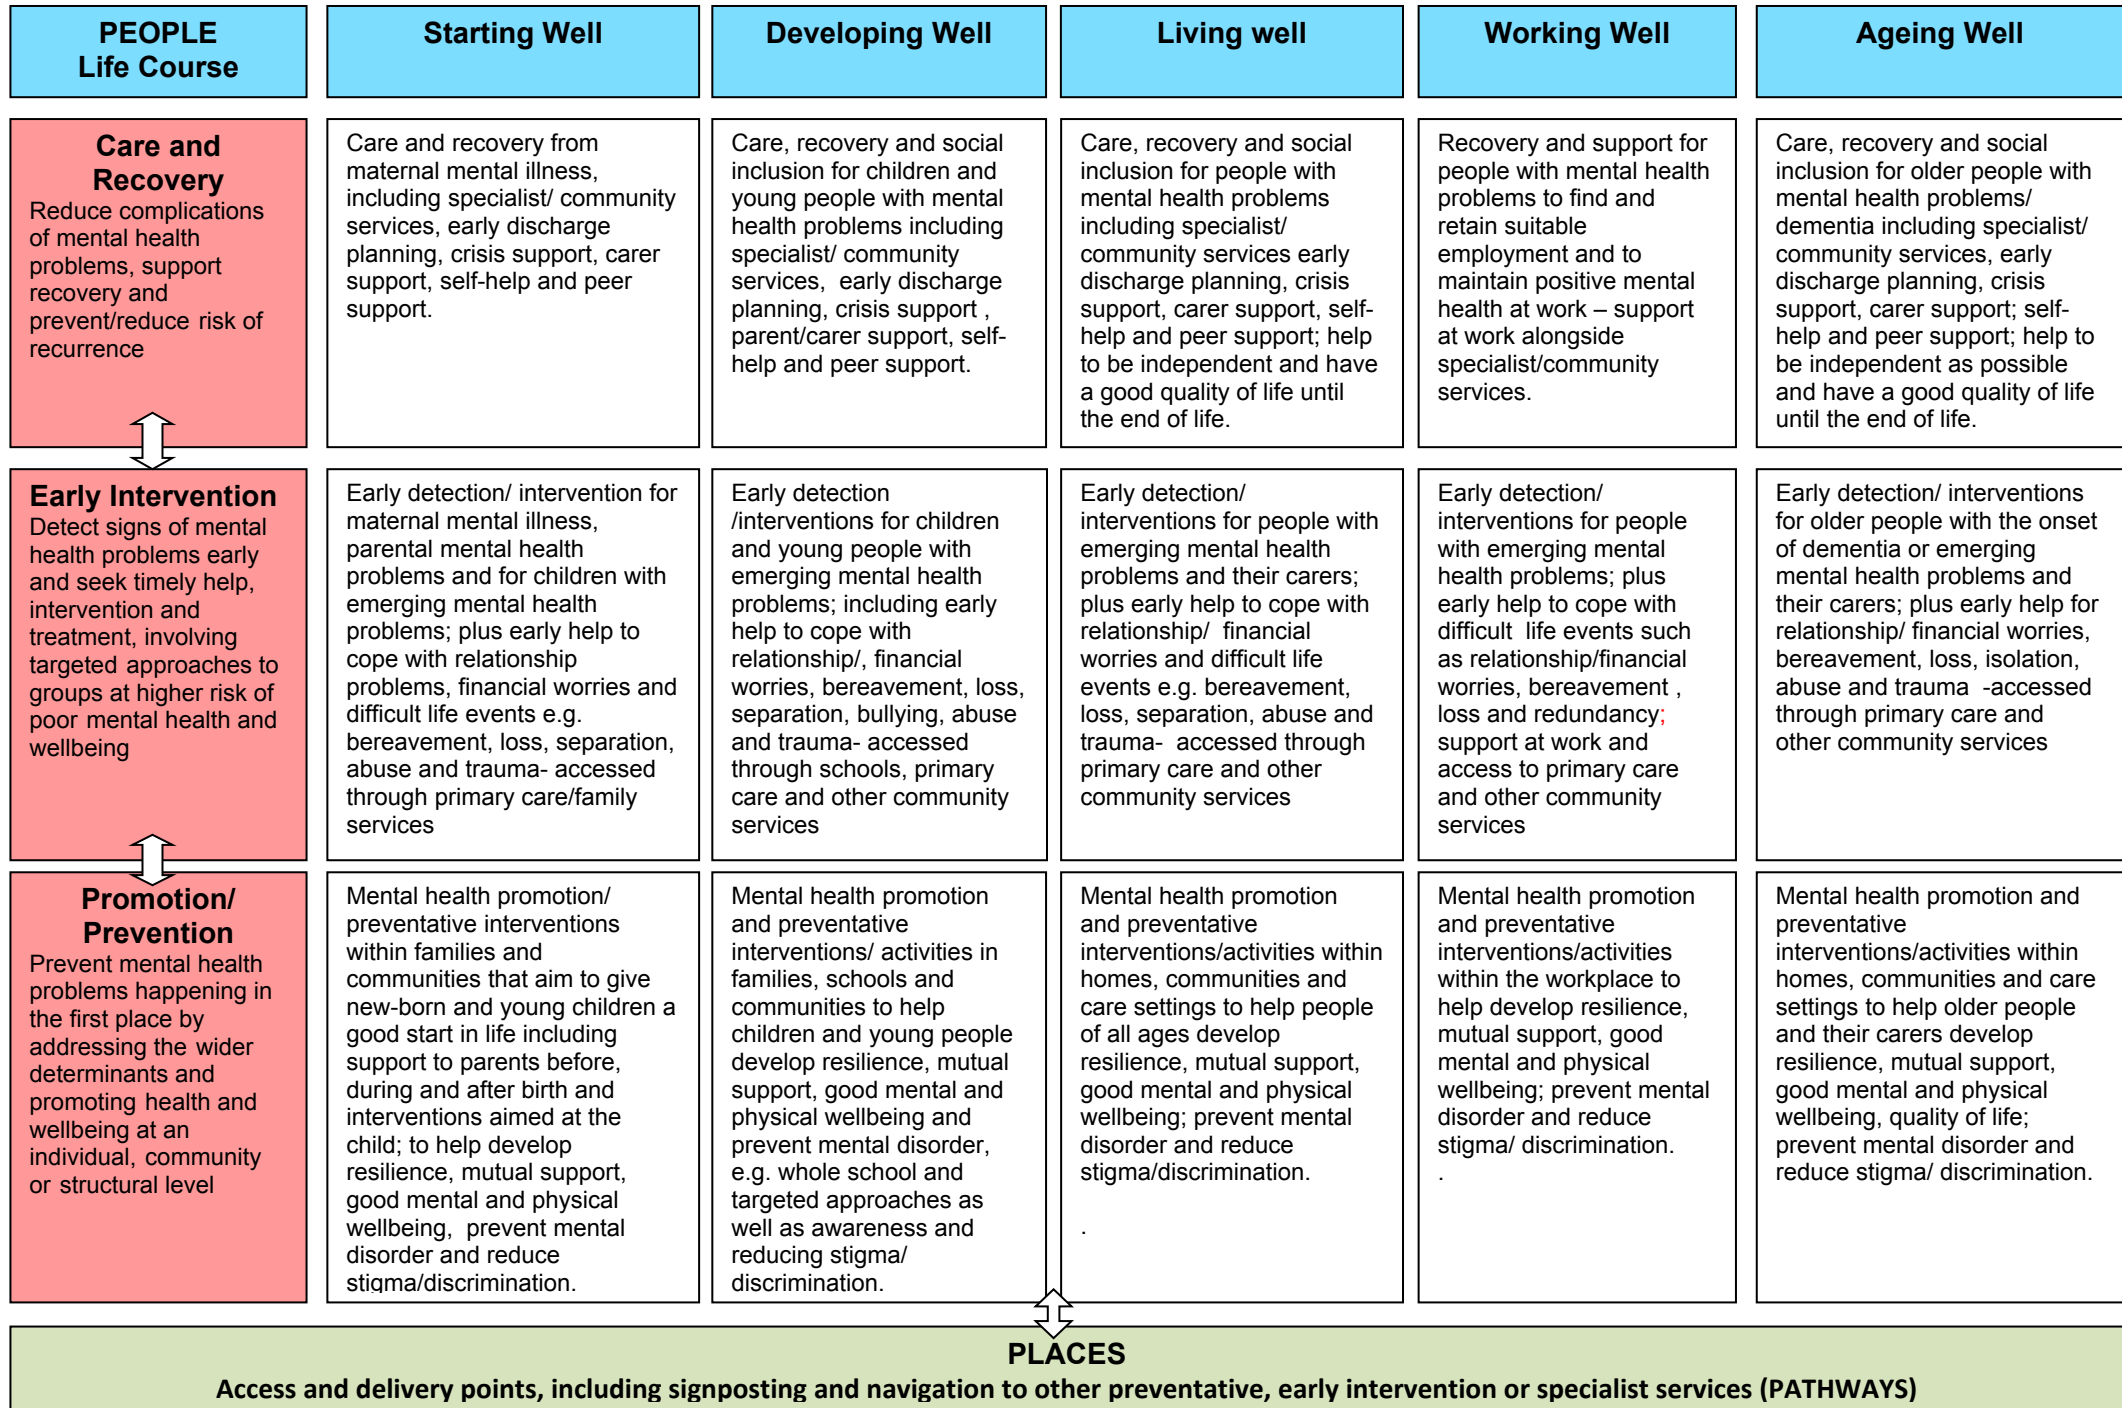 PEOPLE
Life Course
Starting Well
Developing Well
Living well
Working Well
Ageing Well
Care and
Recovery
Reduce complications
of mental health
problems, support
recovery and
prevent/reduce risk of
recurrence
Care and recovery from
maternal mental illness,
including specialist/ community
services, early discharge
planning, crisis support, carer
support, self-help and peer
support.
Care, recovery and social
inclusion for children and
young people with mental
health problems including
specialist/ community
services,  early discharge
planning, crisis support ,
parent/carer support, self-
help and peer support.
Care, recovery and social
inclusion for people with
mental health problems
including specialist/
community services early
discharge planning, crisis
support, carer support, self-
help and peer support; help
to be independent and have
a good quality of life until
the end of life.
Recovery and support for
people with mental health
problems to find and
retain suitable
employment and to
maintain positive mental
health at work – support
at work alongside
specialist/community
services.
Care, recovery and social
inclusion for older people with
mental health problems/
dementia including specialist/
community services, early
discharge planning, crisis
support, carer support; self-
help and peer support; help to
be independent as possible
and have a good quality of life
until the end of life.
Early Intervention
Detect signs of mental
health problems early
and seek timely help,
intervention and
treatment, involving
targeted approaches to
groups at higher risk of
poor mental health and
wellbeing
Early detection/ intervention for
maternal mental illness,
parental mental health
problems and for children with
emerging mental health
problems; plus early help to
cope with relationship
problems, financial worries and
difficult life events e.g.
bereavement, loss, separation,
abuse and trauma- accessed
through primary care/family
services
Early detection
/interventions for children
and young people with
emerging mental health
problems; including early
help to cope with
relationship/, financial
worries, bereavement, loss,
separation, bullying, abuse
and trauma- accessed
through schools, primary
care and other community
services
Early detection/
interventions for people with
emerging mental health
problems and their carers;
plus early help to cope with
relationship/  financial
worries and difficult life
events e.g. bereavement,
loss, separation, abuse and
trauma-  accessed through
primary care and other
community services
Early detection/
interventions for people
with emerging mental
health problems; plus
early help to cope with
difficult  life events such
as relationship/financial
worries, bereavement ,
loss and redundancy;
support at work and
access to primary care
and other community
services
Early detection/ interventions
for older people with the onset
of dementia or emerging
mental health problems and
their carers; plus early help for
relationship/ financial worries,
bereavement, loss, isolation,
abuse and trauma  -accessed
through primary care and
other community services
Promotion/
Prevention
Prevent mental health
problems happening in
the first place by
addressing the wider
determinants and
promoting health and
wellbeing at an
individual, community
or structural level
Mental health promotion/
preventative interventions
within families and
communities that aim to give
new-born and young children a
good start in life including
support to parents before,
during and after birth and
interventions aimed at the
child; to help develop
resilience, mutual support,
good mental and physical
wellbeing,  prevent mental
disorder and reduce
stigma/discrimination.
Mental health promotion
and preventative
interventions/ activities in
families, schools and
communities to help
children and young people
develop resilience, mutual
support, good mental and
physical wellbeing and
prevent mental disorder,
e.g. whole school and
targeted approaches as
well as awareness and
reducing stigma/
discrimination.
Mental health promotion
and preventative
interventions/activities within
homes, communities and
care settings to help people
of all ages develop
resilience, mutual support,
good mental and physical
wellbeing; prevent mental
disorder and reduce
stigma/discrimination.
.
Mental health promotion
and preventative
interventions/activities
within the workplace to
help develop resilience,
mutual support, good
mental and physical
wellbeing; prevent mental
disorder and reduce
stigma/ discrimination.
.
Mental health promotion and
preventative
interventions/activities within
homes, communities and care
settings to help older people
and their carers develop
resilience, mutual support,
good mental and physical
wellbeing, quality of life;
prevent mental disorder and
reduce stigma/ discrimination.
PLACES
Access and delivery points, including signposting and navigation to other preventative, early intervention or specialist services (PATHWAYS)